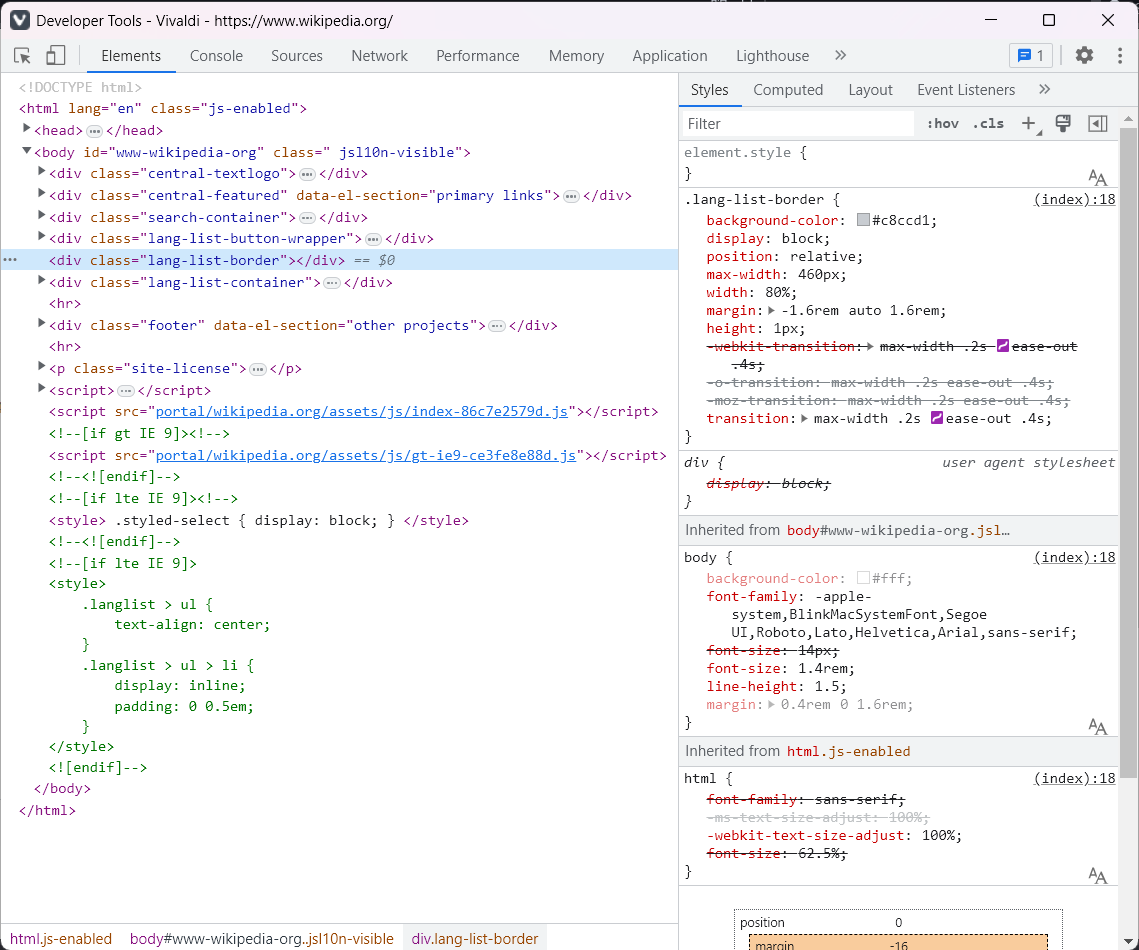 Developer Tools - Vivaldi - https://www.wikipedia.org/
Elements Console Sources Network Performance Memory Application Lighthouse » 1
<!DOCTYPE html>
<html lang="en" class="js-enabled">
<head>…</head>
<body id="www-wikipedia-org" class=" jsl10n-visible">
<div class="central-textlogo">…</div>
<div class="central-featured" data-el-section="primary links">…</div>
<div class="search-container">…</div>
<div class="lang-list-button-wrapper">…</div>
… <div class="lang-list-border"></div> == $0
<div class="lang-list-container">…</div>
<hr>
<div class="footer" data-el-section="other projects">…</div>
<hr>
<p class="site-license">…</p>
<script>…</script>
<script src="portal/wikipedia.org/assets/js/index-86c7e2579d.js"></script>
<!--[if gt IE 9]><!-->
<script src="portal/wikipedia.org/assets/js/gt-ie9-ce3fe8e88d.js"></script>
<!--<![endif]-->
<!--[if lte IE 9]><!-->
<style> .styled-select { display: block; } </style>
<!--<![endif]-->
<!--[if lte IE 9]>
<style>
.langlist > ul {
text-align: center;
}
.langlist > ul > li {
display: inline;
padding: 0 0.5em;
}
</style>
<![endif]-->
</body>
</html>
html.js-enabled body#www-wikipedia-org..jsl10n-visible div.lang-list-border
Styles Computed Layout Event Listeners »
Filter :hov .cls +
element.style {
}
.lang-list-border { (index):18
background-color: #c8ccd1;
display: block;
position: relative;
max-width: 460px;
width: 80%;
margin: -1.6rem auto 1.6rem;
height: 1px;
-webkit-transition: max-width .2s ease-out
.4s;
-o-transition: max-width .2s ease-out .4s;
-moz-transition: max-width .2s ease-out .4s;
transition: max-width .2s ease-out .4s;
}
div { user agent stylesheet
display: block;
}
Inherited from body#www-wikipedia-org.jsl…
body { (index):18
background-color: #fff;
font-family: -apple-
system,BlinkMacSystemFont,Segoe
UI,Roboto,Lato,Helvetica,Arial,sans-serif;
font-size: 14px;
font-size: 1.4rem;
line-height: 1.5;
margin: 0.4rem 0 1.6rem;
}
Inherited from html.js-enabled
html { (index):18
font-family: sans-serif;
-ms-text-size-adjust: 100%;
-webkit-text-size-adjust: 100%;
font-size: 62.5%;
}
position 0
margin -16